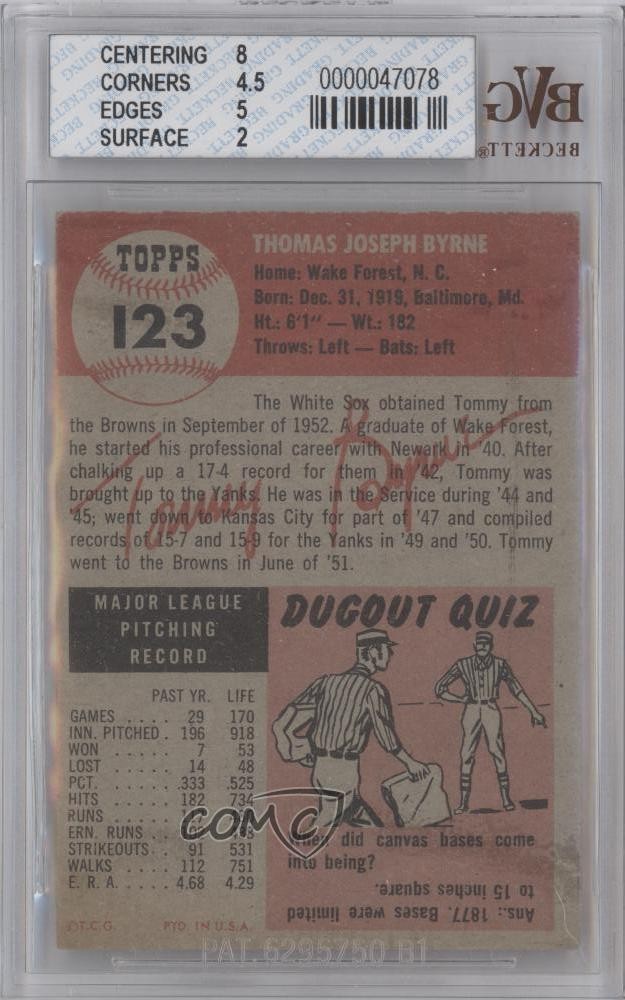 CENTERING 8
CORNERS 4.5
EDGES 5
SURFACE 2
0000047078
BVG
BECKETT®
TOPPS
123
THOMAS JOSEPH BYRNE
Home: Wake Forest, N. C.
Born: Dec. 31, 1919, Baltimore, Md.
Ht.: 6'1" — Wt.: 182
Throws: Left — Bats: Left
The White Sox obtained Tommy from
the Browns in September of 1952. A graduate of Wake Forest,
he started his professional career with Newark in '40. After
chalking up a 17-4 record for them in '42, Tommy was
brought up to the Yanks. He was in the Service during '44 and
'45; went down to Kansas City for part of '47 and compiled
records of 15-7 and 15-9 for the Yanks in '49 and '50. Tommy
went to the Browns in June of '51.
Tommy Byrne
MAJOR LEAGUE
PITCHING
RECORD
PAST YR. LIFE
GAMES .... 29 170
INN. PITCHED . 196 918
WON ..... 7 53
LOST ..... 14 48
PCT. ..... .333 .525
HITS ..... 182 734
RUNS .....
ERN. RUNS
STRIKEOUTS . . 91 531
WALKS .... 112 751
E. R. A. .... 4.68 4.29
©T.C.G. PTD. IN U.S.A.
DUGOUT QUIZ
When did canvas bases come
into being?
Ans.: 1877. Bases were limited
to 15 inches square.
COMC
PAT. 6295750 B1